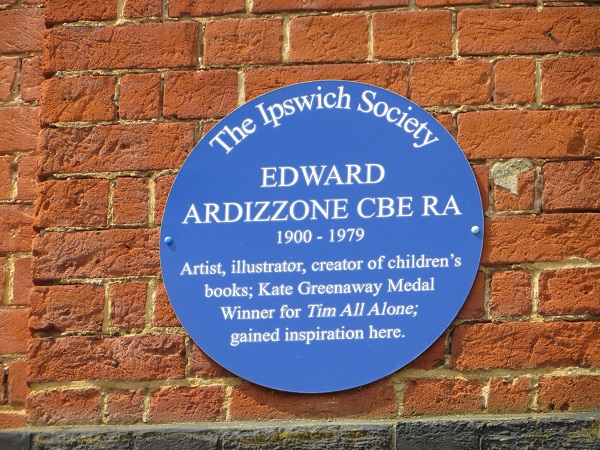 The Ipswich Society
EDWARD
ARDIZZONE CBE RA
1900 - 1979
Artist, illustrator, creator of children's
books; Kate Greenaway Medal
Winner for Tim All Alone;
gained inspiration here.